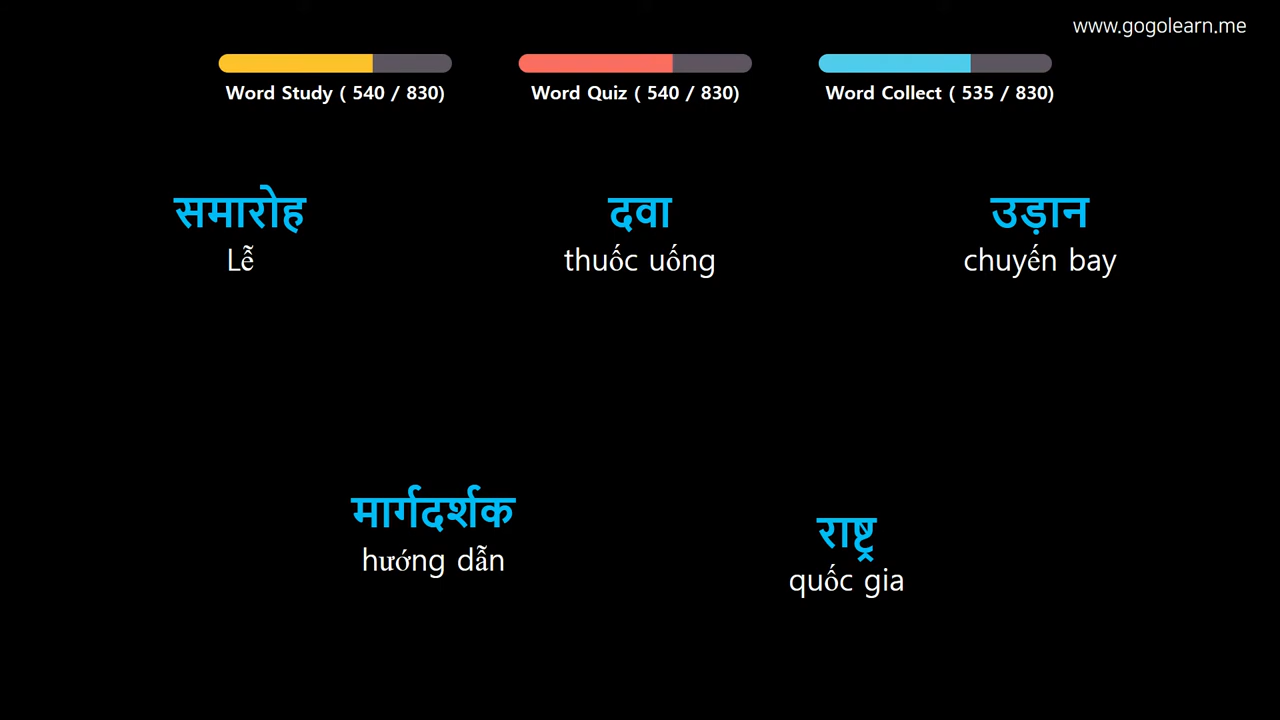 www.gogolearn.me
Word Study ( 540 / 830)
Word Quiz ( 540 / 830)
Word Collect ( 535 / 830)
समारोह
Lễ
दवा
thuốc uống
उड़ान
chuyến bay
मार्गदर्शक
hướng dẫn
राष्ट्र
quốc gia